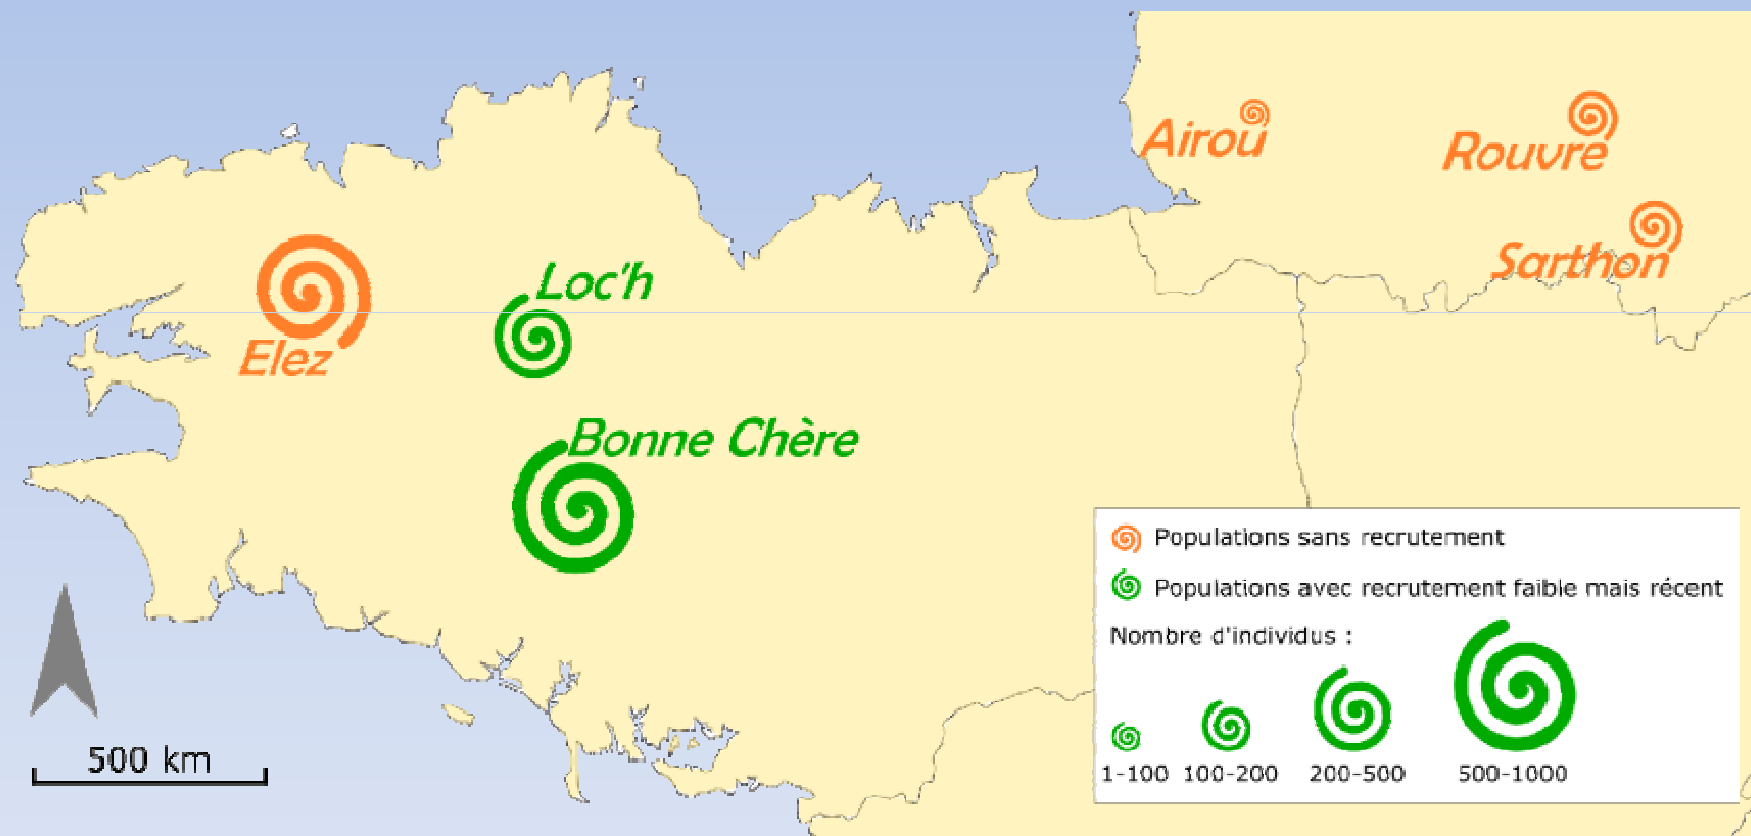 Airou
Rouvre
Sarthon
Loc'h
Elez
Bonne Chère
Populations sans recrutement
Populations avec recrutement faible mais récent
Nombre d'individus :
1-100 100-200 200-500 500-1000
500 km